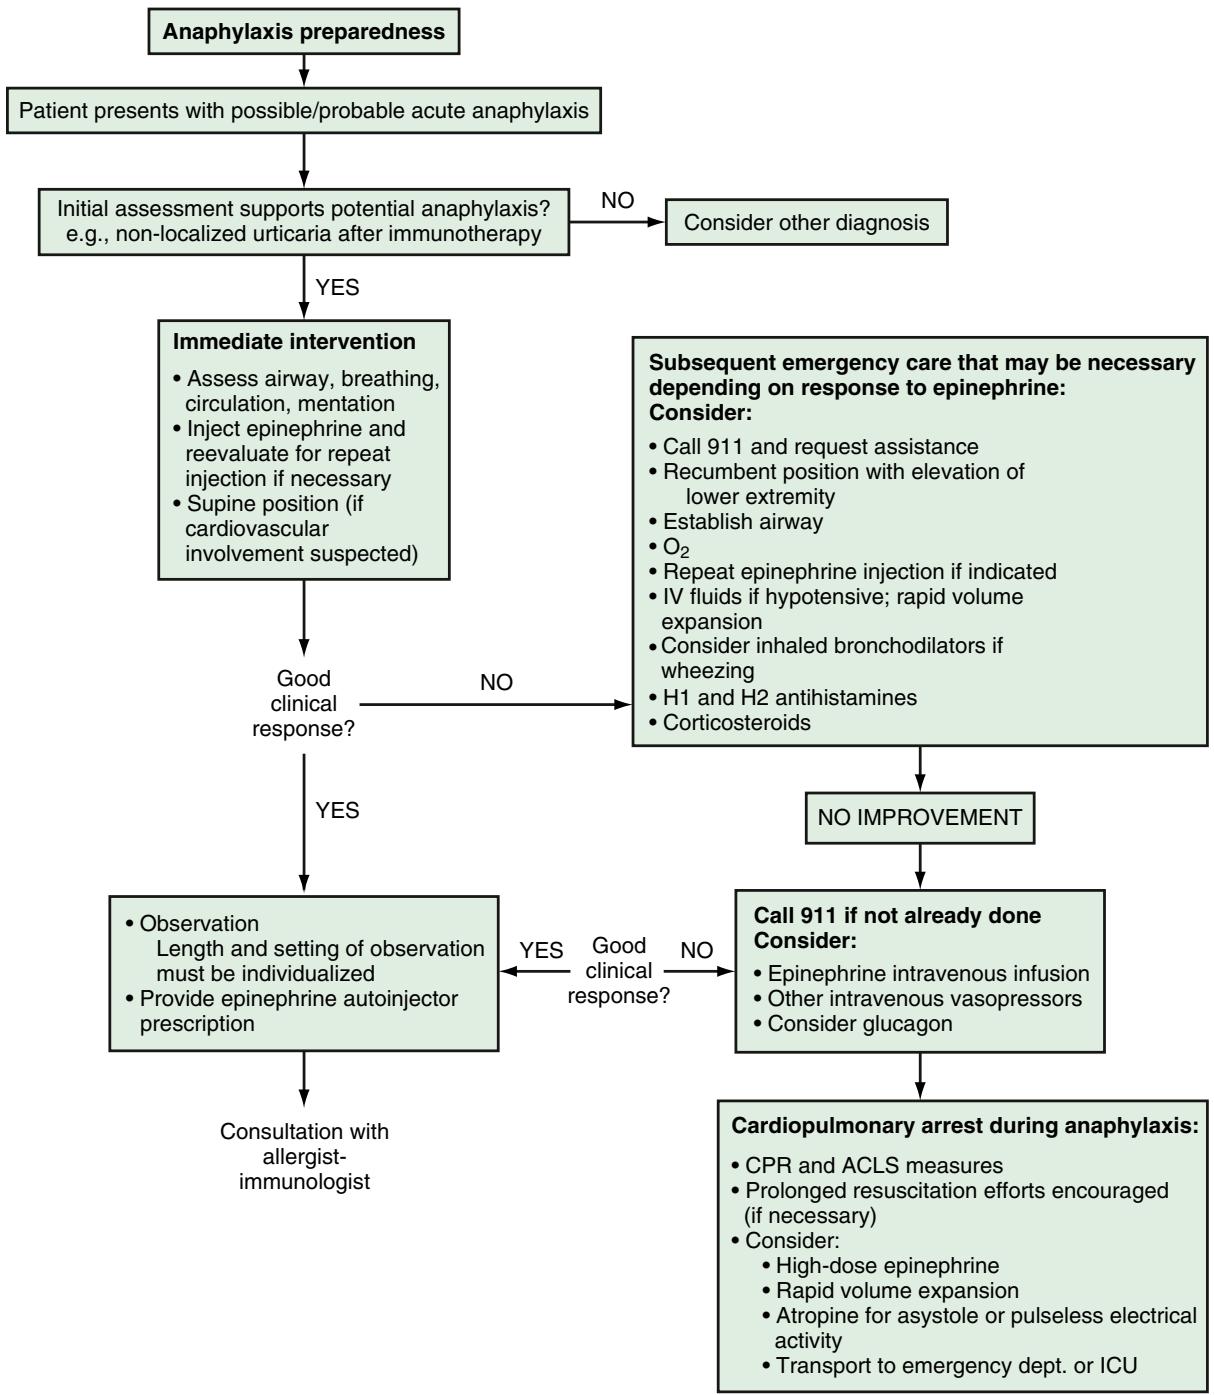 Anaphylaxis preparedness
Patient presents with possible/probable acute anaphylaxis
Initial assessment supports potential anaphylaxis?
e.g., non-localized urticaria after immunotherapy
NO
Consider other diagnosis
YES
Immediate intervention
• Assess airway, breathing,
circulation, mentation
• Inject epinephrine and
reevaluate for repeat
injection if necessary
• Supine position (if
cardiovascular
involvement suspected)
Subsequent emergency care that may be necessary
depending on response to epinephrine:
Consider:
• Call 911 and request assistance
• Recumbent position with elevation of
lower extremity
• Establish airway
• O₂
• Repeat epinephrine injection if indicated
• IV fluids if hypotensive; rapid volume
expansion
• Consider inhaled bronchodilators if
wheezing
• H1 and H2 antihistamines
• Corticosteroids
Good
clinical
response?
NO
YES
NO IMPROVEMENT
• Observation
Length and setting of observation
must be individualized
• Provide epinephrine autoinjector
prescription
YES
Good
clinical
response?
NO
Call 911 if not already done
Consider:
• Epinephrine intravenous infusion
• Other intravenous vasopressors
• Consider glucagon
Consultation with
allergist-
immunologist
Cardiopulmonary arrest during anaphylaxis:
• CPR and ACLS measures
• Prolonged resuscitation efforts encouraged
(if necessary)
• Consider:
• High-dose epinephrine
• Rapid volume expansion
• Atropine for asystole or pulseless electrical
activity
• Transport to emergency dept. or ICU